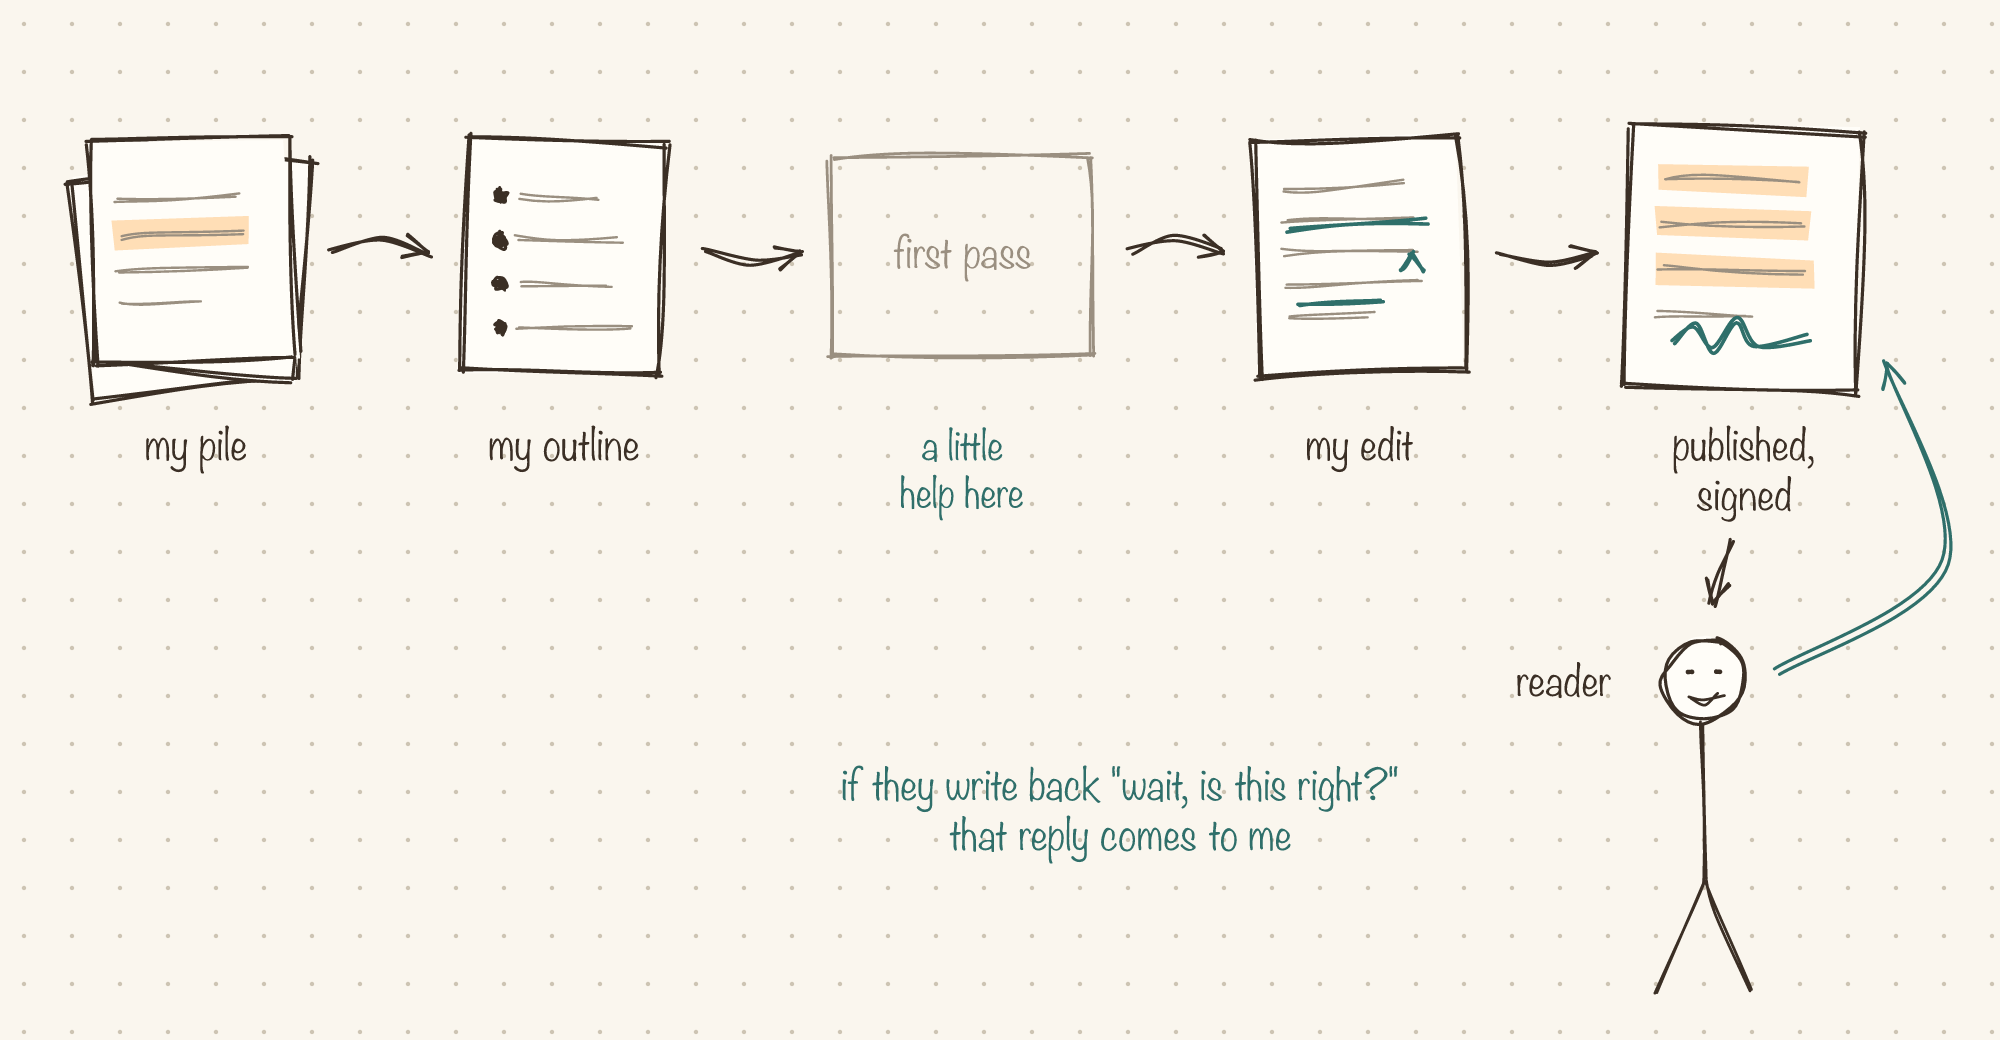 first pass
my pile
my outline
a little
help here
my edit
published,
signed
reader
if they write back "wait, is this right?"
that reply comes to me